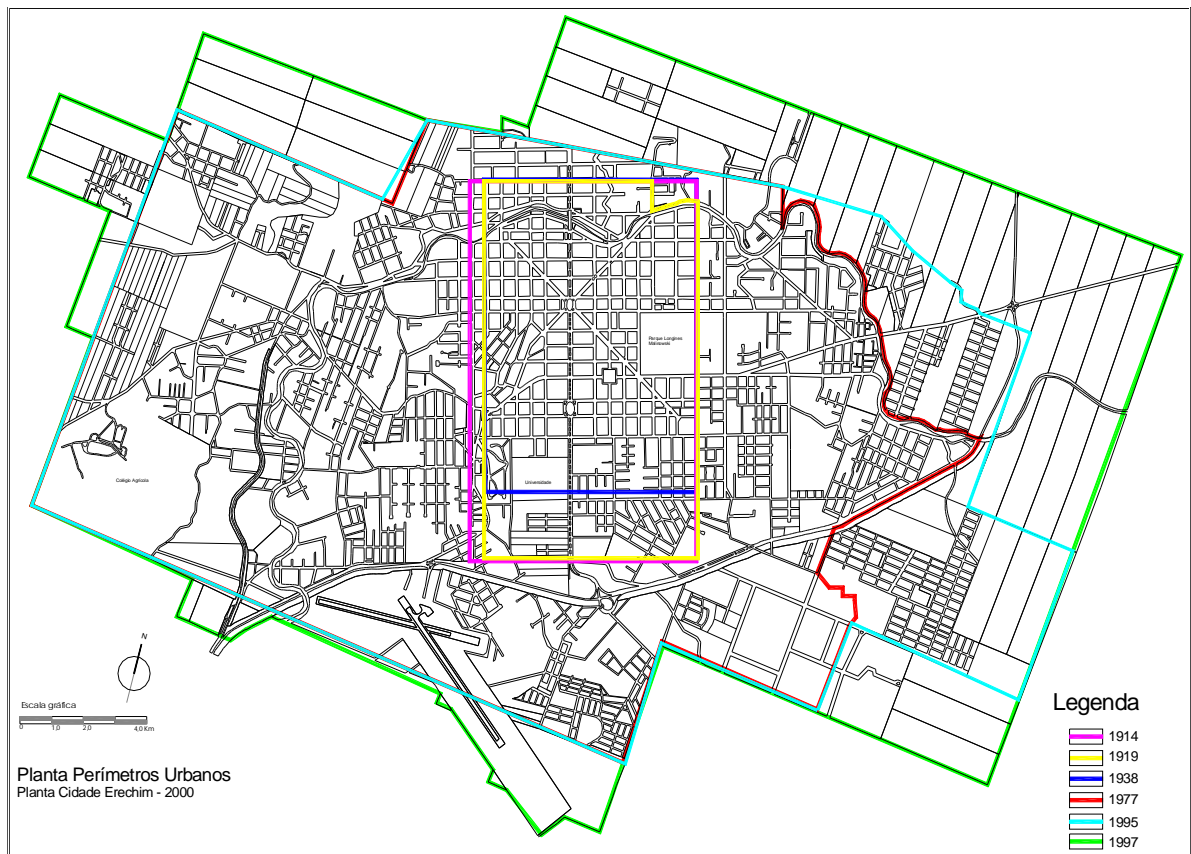 Parque Longines
Malinowski
Universidade
Colégio Agrícola
N
Escala gráfica
0 1,0 2,0 4,0 Km
Planta Perímetros Urbanos
Planta Cidade Erechim - 2000
Legenda
1914
1919
1938
1977
1995
1997